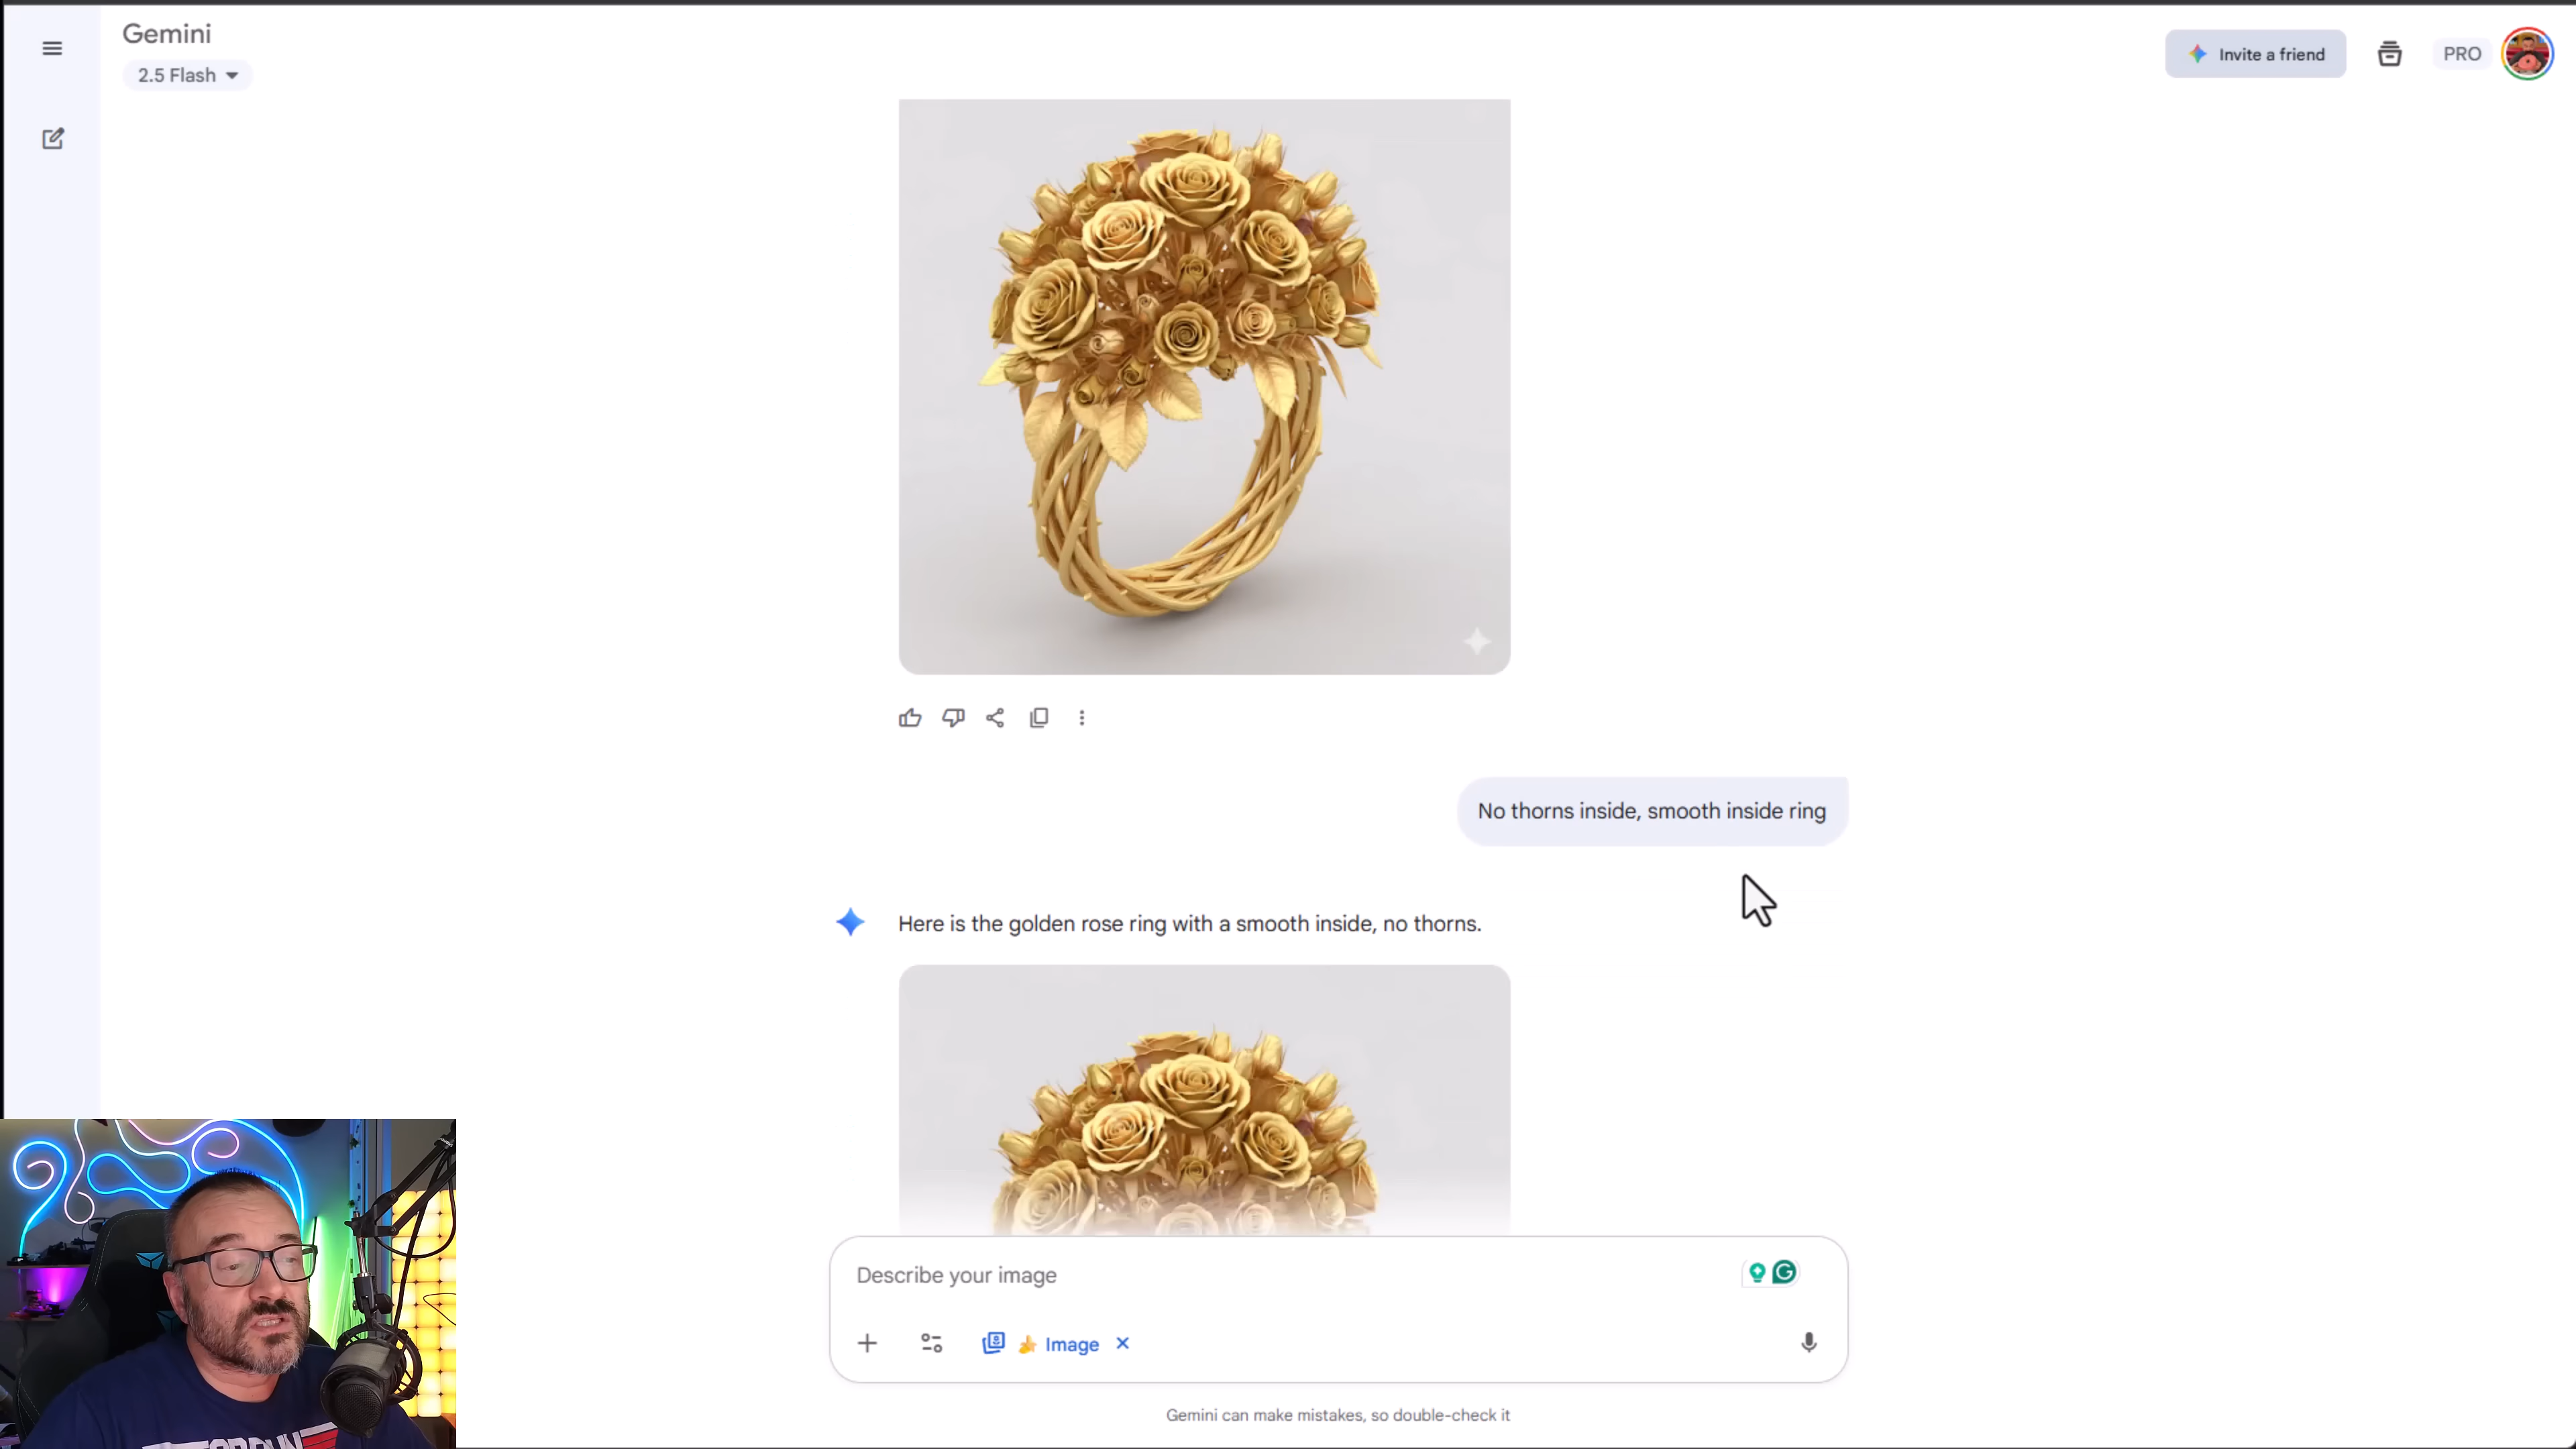 Gemini
2.5 Flash
Invite a friend
PRO
No thorns inside, smooth inside ring
Here is the golden rose ring with a smooth inside, no thorns.
Describe your image
Image
Gemini can make mistakes, so double-check it